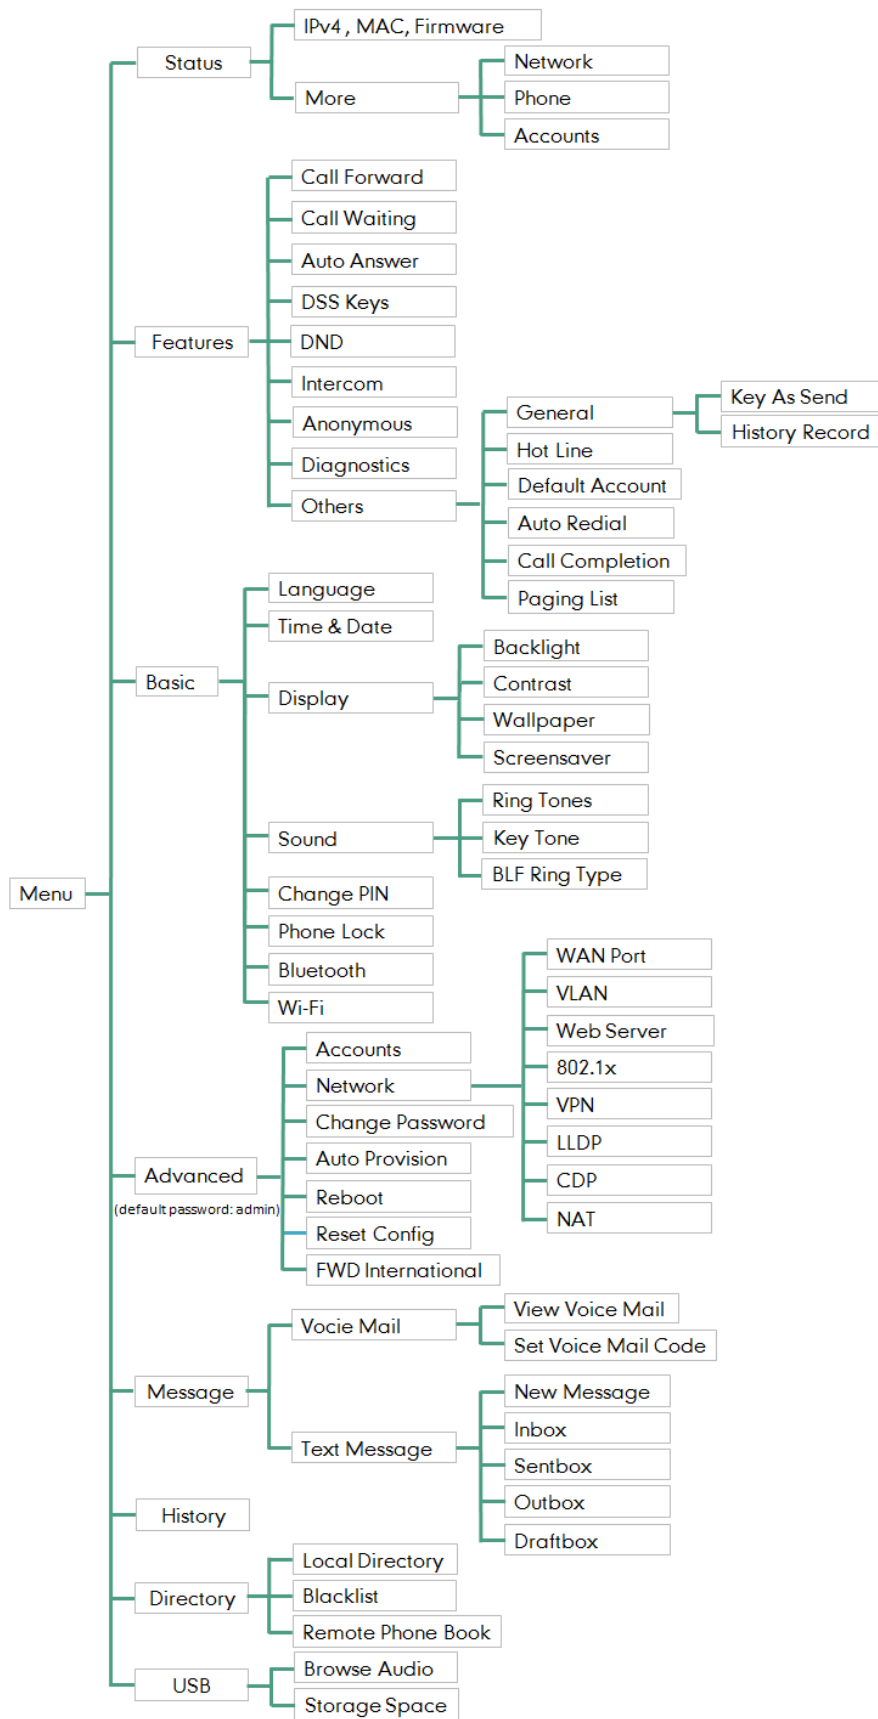 IPv4 , MAC, Firmware
Status
More
Network
Phone
Accounts
Call Forward
Call Waiting
Auto Answer
DSS Keys
Features
DND
Intercom
Anonymous
Diagnostics
Others
General
Key As Send
History Record
Hot Line
Default Account
Auto Redial
Call Completion
Paging List
Language
Time & Date
Basic
Display
Backlight
Contrast
Wallpaper
Screensaver
Sound
Ring Tones
Key Tone
BLF Ring Type
Menu
Change PIN
Phone Lock
Bluetooth
Wi-Fi
Accounts
Network
WAN Port
VLAN
Web Server
802.1x
VPN
LLDP
CDP
NAT
Change Password
Auto Provision
Advanced
(default password: admin)
Reboot
Reset Config
FWD International
Vocie Mail
View Voice Mail
Set Voice Mail Code
Message
Text Message
New Message
Inbox
Sentbox
Outbox
Draftbox
History
Local Directory
Directory
Blacklist
Remote Phone Book
USB
Browse Audio
Storage Space